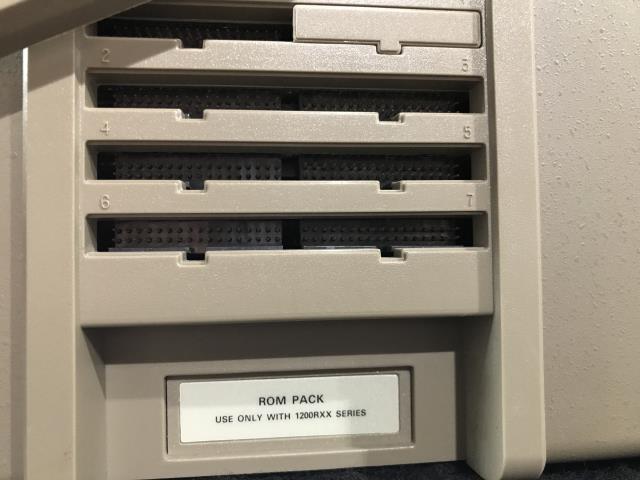 2 3
4 5
6 7
ROM PACK
USE ONLY WITH 1200RXX SERIES